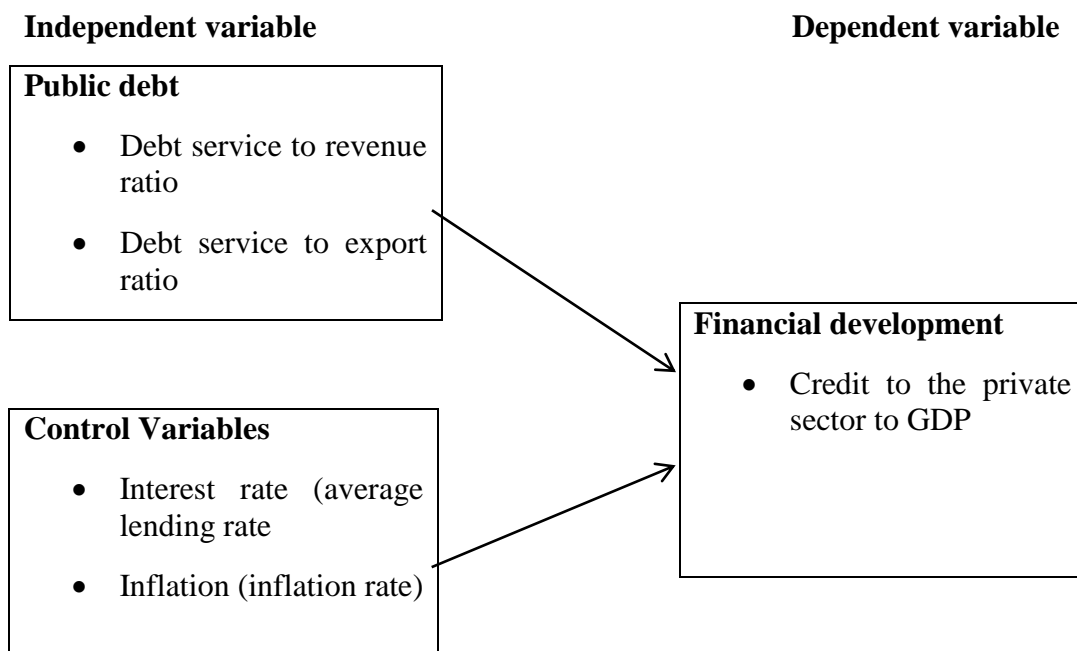 Independent variable
Dependent variable
Public debt
• Debt service to revenue
ratio
• Debt service to export
ratio
Financial development
• Credit to the private
sector to GDP
Control Variables
• Interest rate (average
lending rate
• Inflation (inflation rate)